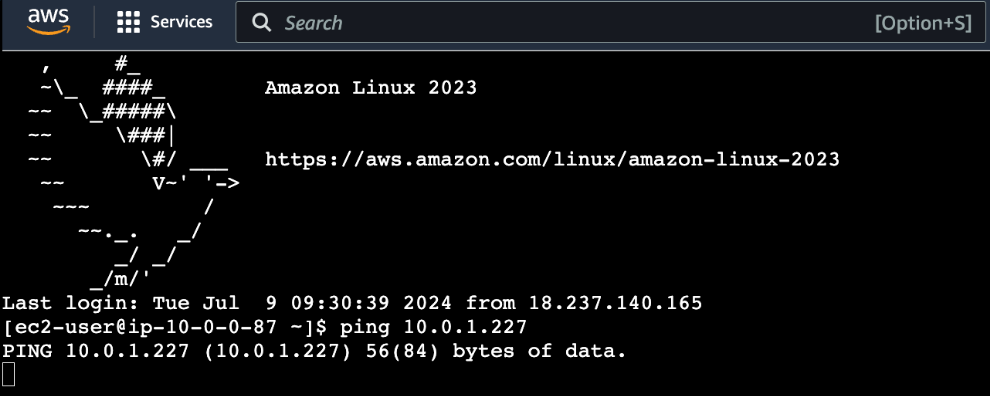 aws
Services
Search
[Option+S]
   ,     #_
   ~\_  ####_        Amazon Linux 2023
  ~~  \_#####\
  ~~     \###|
  ~~       \#/ ___   https://aws.amazon.com/linux/amazon-linux-2023
   ~~       V~' '->
    ~~~         /
      ~~._.   _/
         _/ _/
       _/m/'
Last login: Tue Jul  9 09:30:39 2024 from 18.237.140.165
[ec2-user@ip-10-0-0-87 ~]$ ping 10.0.1.227
PING 10.0.1.227 (10.0.1.227) 56(84) bytes of data.